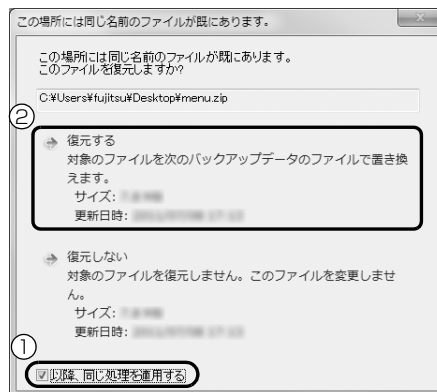 この場所には同じ名前のファイルが既にあります。
この場所には同じ名前のファイルが既にあります。
このファイルを復元しますか?
C:¥Users¥fujitsu¥Desktop¥menu.zip
②
復元する
対象のファイルを次のバックアップデータのファイルで置き換
えます。
サイズ:
更新日時:
復元しない
対象のファイルを復元しません。このファイルを変更しませ
ん。
サイズ:
更新日時:
①
以降、同じ処理を適用する